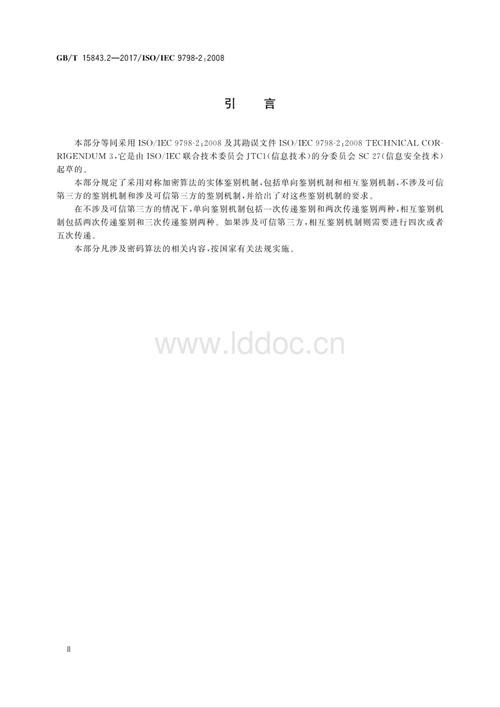 GB/T 15843.2—2017/ISO/IEC 9798-2:2008
引 言
本部分等同采用 ISO/IEC 9798-2:2008 及其勘误文件 ISO/IEC 9798-2:2008 TECHNICAL COR-
RIGENDUM 3,它是由 ISO/IEC 联合技术委员会 JTC1(信息技术)的分委员会 SC 27(信息安全技术)
起草的。
本部分规定了采用对称加密算法的实体鉴别机制,包括单向鉴别机制和相互鉴别机制,不涉及可信
第三方的鉴别机制和涉及可信第三方的鉴别机制,并给出了对这些鉴别机制的要求。
在不涉及可信第三方的情况下,单向鉴别机制包括一次传递鉴别和两次传递鉴别两种,相互鉴别机
制包括两次传递鉴别和三次传递鉴别两种。如果涉及可信第三方,相互鉴别机制则需要进行四次或者
五次传递。
本部分凡涉及密码算法的相关内容,按国家有关法规实施。
www.lddoc.cn
Ⅱ